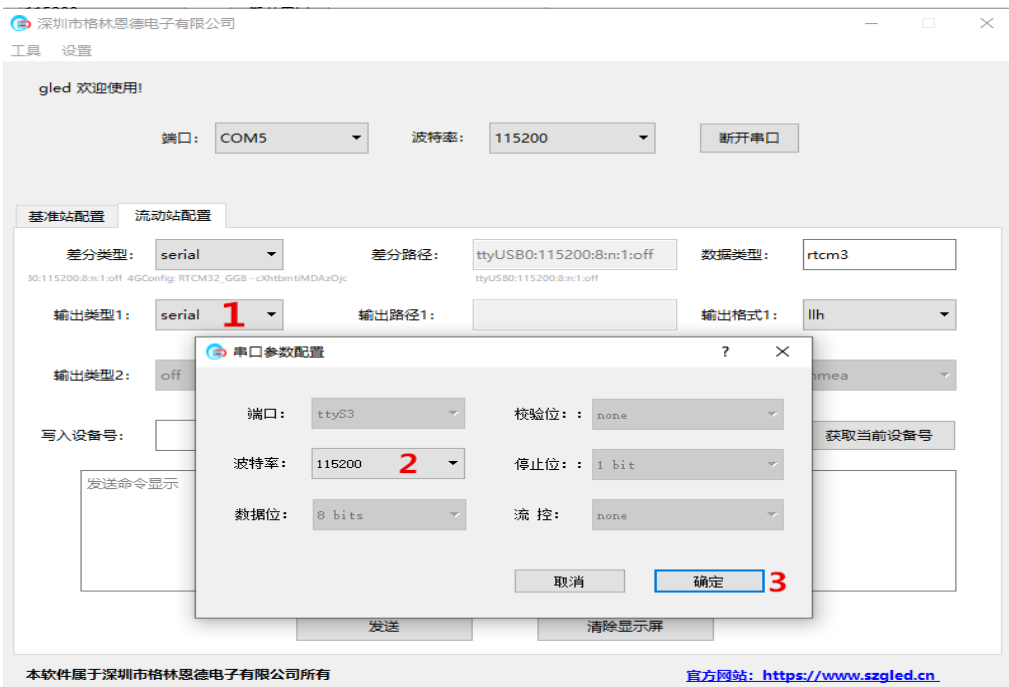 深圳市格林恩德电子有限公司
工具 设置
gled 欢迎使用!
端口: COM5 波特率: 115200 断开串口
基准站配置 流动站配置
差分类型: serial 差分路径: ttyUSB0:115200:8:n:1:off 数据类型: rtcm3
:115200:8:n:1:off 4GConfig: RTCM32_GGB - ttyUSB0:115200:8:n:1:off
输出类型1: serial 1 输出路径1: 输出格式1: llh
串口参数配置 ? 
输出类型2: off nmea
端口: ttyS3 校验位:: none
写入设备号: 获取当前设备号
波特率: 115200 2 停止位:: 1 bit
发送命令显示
数据位: 8 bits 流 控: none
取消 确定 3
发送 清除显示屏
本软件属于深圳市格林恩德电子有限公司所有 官方网站: https://www.szgled.cn